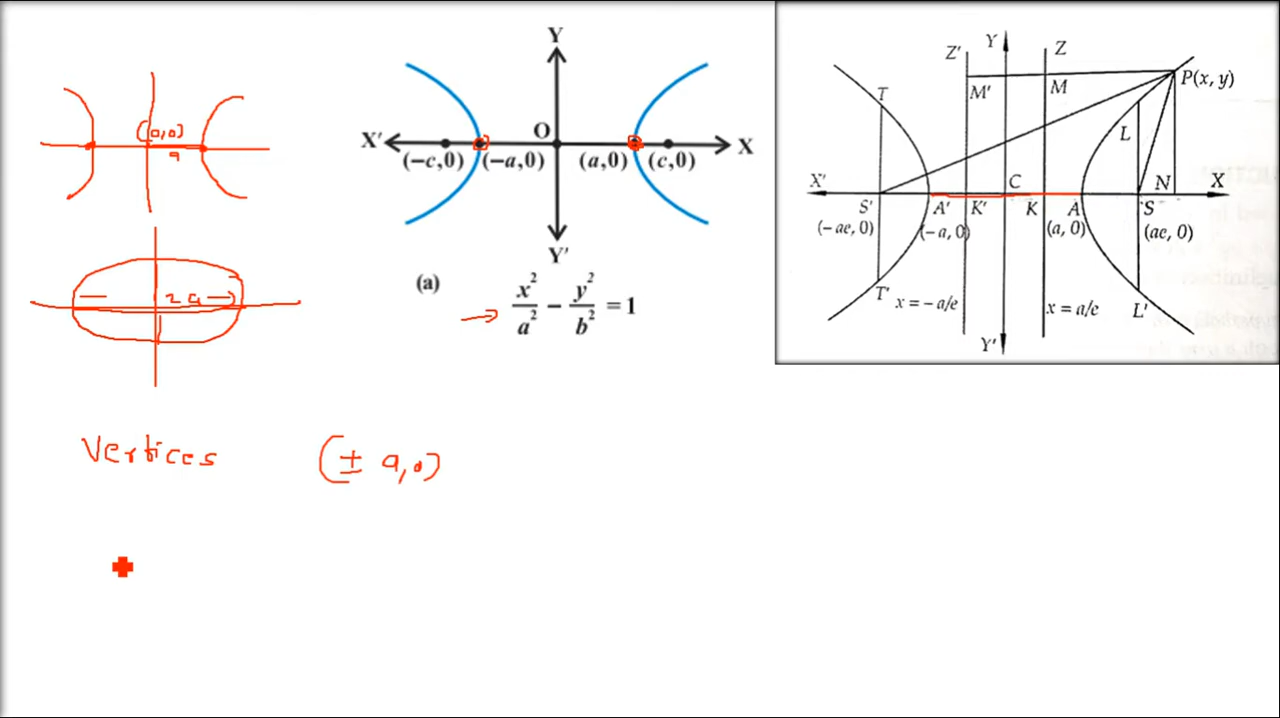 (0,0)
a
2a
Y
X'
O
X
(-c,0)
(-a,0)
(a,0)
(c,0)
Y'
(a)
x²/a² − y²/b² = 1
Z'
Y
Z
M'
M
P(x, y)
T
L
X'
C
N
X
S'
A'
K'
K
A
S
(-ae, 0)
(-a, 0)
(a, 0)
(ae, 0)
T'
x = -a/e
x = a/e
L'
Y'
Vertices (± a,0)